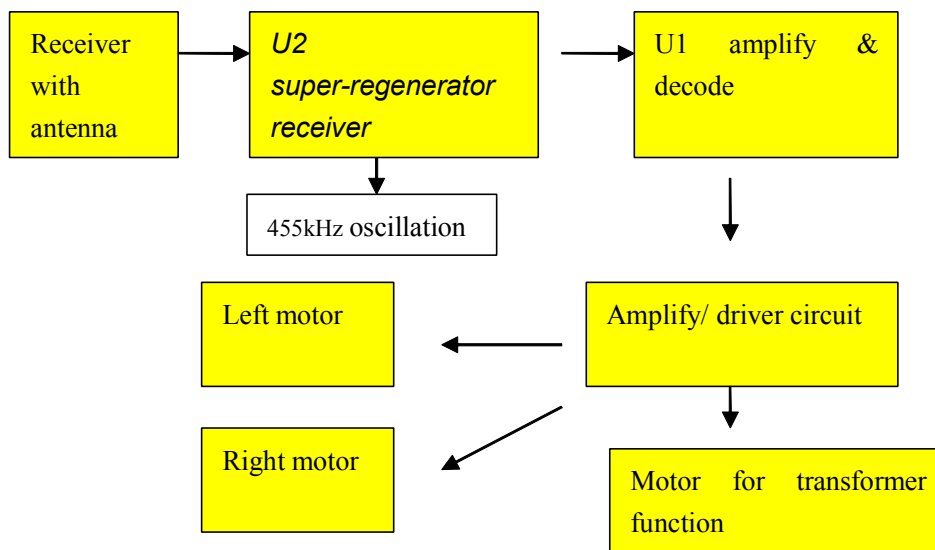 Receiver
with
antenna
U2
super-regenerator
receiver
U1 amplify &
decode
455kHz oscillation
Left motor
Amplify/ driver circuit
Right motor
Motor for transformer
function